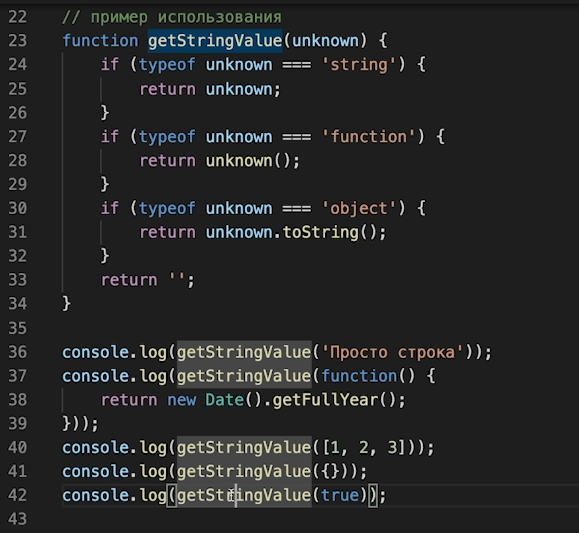 22 // пример использования
23 function getStringValue(unknown) {
24     if (typeof unknown === 'string') {
25         return unknown;
26     }
27     if (typeof unknown === 'function') {
28         return unknown();
29     }
30     if (typeof unknown === 'object') {
31         return unknown.toString();
32     }
33     return '';
34 }
35
36 console.log(getStringValue('Просто строка'));
37 console.log(getStringValue(function() {
38     return new Date().getFullYear();
39 }));
40 console.log(getStringValue([1, 2, 3]));
41 console.log(getStringValue({}));
42 console.log(getStringValue(true));
43